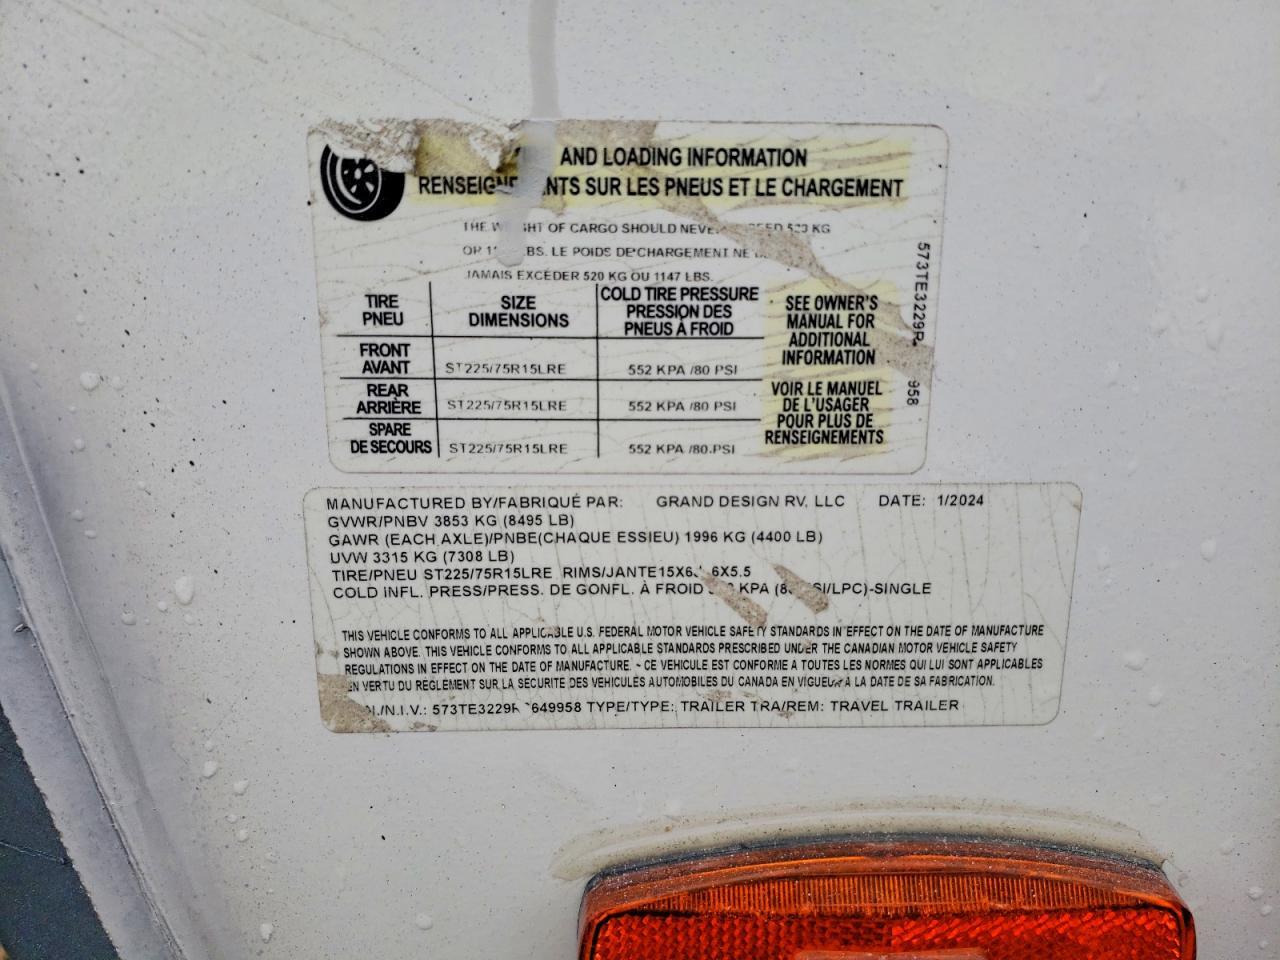 AND LOADING INFORMATION
RENSEIGNEMENTS SUR LES PNEUS ET LE CHARGEMENT
THE WEIGHT OF CARGO SHOULD NEVER EXCEED KG
OR LBS. LE POIDS DE CHARGEMENT NE
JAMAIS EXCÉDER 520 KG OU 1147 LBS.
TIRE SIZE COLD TIRE PRESSURE
PNEU DIMENSIONS PRESSION DES
PNEUS À FROID
FRONT
AVANT ST225/75R15LRE 552 KPA /80 PSI
REAR
ARRIÈRE ST225/75R15LRE 552 KPA /80 PSI
SPARE
DE SECOURS ST225/75R15LRE 552 KPA /80 PSI
SEE OWNER'S
MANUAL FOR
ADDITIONAL
INFORMATION
VOIR LE MANUEL
DE L'USAGER
POUR PLUS DE
RENSEIGNEMENTS
573TE3229R 958
MANUFACTURED BY/FABRIQUÉ PAR: GRAND DESIGN RV, LLC DATE: 1/2024
GVWR/PNBV 3853 KG (8495 LB)
GAWR (EACH AXLE)/PNBE(CHAQUE ESSIEU) 1996 KG (4400 LB)
UVW 3315 KG (7308 LB)
TIRE/PNEU ST225/75R15LRE RIMS/JANTE 15X6J 6X5.5
COLD INFL. PRESS/PRESS. DE GONFL. À FROID KPA (80 PSI/LPC)-SINGLE
THIS VEHICLE CONFORMS TO ALL APPLICABLE U.S. FEDERAL MOTOR VEHICLE SAFETY STANDARDS IN EFFECT ON THE DATE OF MANUFACTURE
SHOWN ABOVE. THIS VEHICLE CONFORMS TO ALL APPLICABLE STANDARDS PRESCRIBED UNDER THE CANADIAN MOTOR VEHICLE SAFETY
REGULATIONS IN EFFECT ON THE DATE OF MANUFACTURE. - CE VEHICULE EST CONFORME A TOUTES LES NORMES QUI LUI SONT APPLICABLES
EN VERTU DU REGLEMENT SUR LA SECURITE DES VEHICULES AUTOMOBILES DU CANADA EN VIGUEUR A LA DATE DE SA FABRICATION.
/N.I.V.: 573TE3229R 649958 TYPE/TYPE: TRAILER TRA/REM: TRAVEL TRAILER